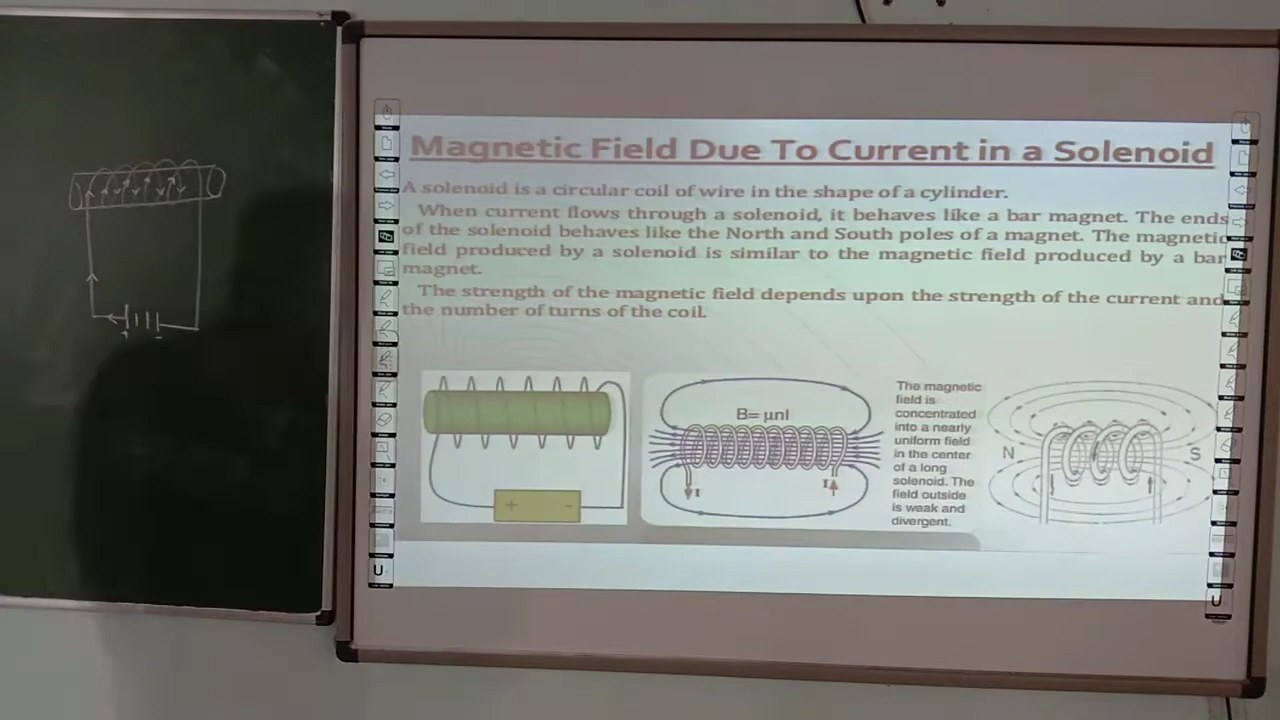 Magnetic Field Due To Current in a Solenoid
A solenoid is a circular coil of wire in the shape of a cylinder.
When current flows through a solenoid, it behaves like a bar magnet. The ends
of the solenoid behaves like the North and South poles of a magnet. The magnetic
field produced by a solenoid is similar to the magnetic field produced by a bar
magnet.
The strength of the magnetic field depends upon the strength of the current and
the number of turns of the coil.
+ -
B= μnI
I I
The magnetic
field is
concentrated
into a nearly
uniform field
in the center
of a long
solenoid. The
field outside
is weak and
divergent.
N S
+ -
U
U